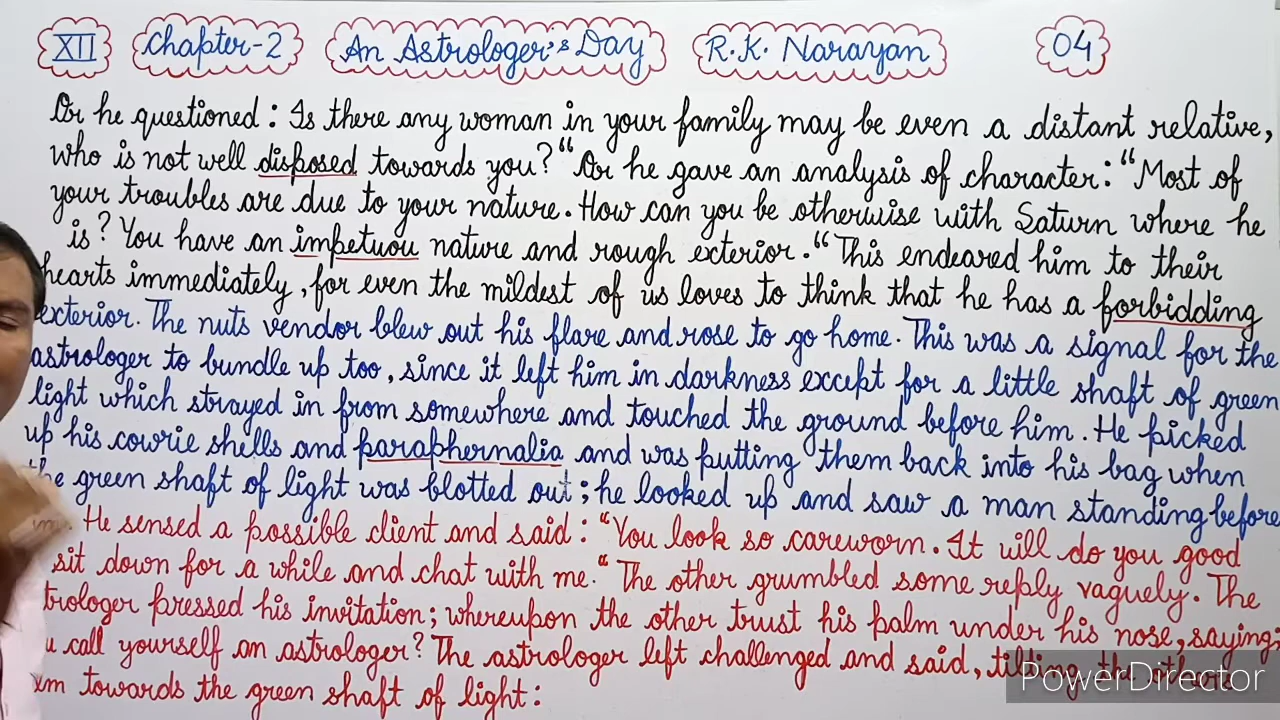 XII Chapter-2 An Astrologer's Day R.K. Narayan 04
Or he questioned: Is there any woman in your family may be even a distant relative,
who is not well disposed towards you?“ Or he gave an analysis of character: “Most of
your troubles are due to your nature. How can you be otherwise with Saturn where he
is? You have an impetuou nature and rough exterior.“ This endeared him to their
hearts immediately, for even the mildest of us loves to think that he has a forbidding
exterior. The nuts vendor blew out his flare and rose to go home. This was a signal for the
astrologer to bundle up too, since it left him in darkness except for a little shaft of green
light which strayed in from somewhere and touched the ground before him. He picked
up his cowrie shells and paraphernalia and was putting them back into his bag when
the green shaft of light was blotted out; he looked up and saw a man standing before
He sensed a possible client and said: “You look so careworn. It will do you good
sit down for a while and chat with me.“ The other grumbled some reply vaguely. The
trologer pressed his invitation; whereupon the other trust his palm under his nose, saying:
u call yourself an astrologer? The astrologer left challenged and said, tilting the others
towards the green shaft of light:
PowerDirector